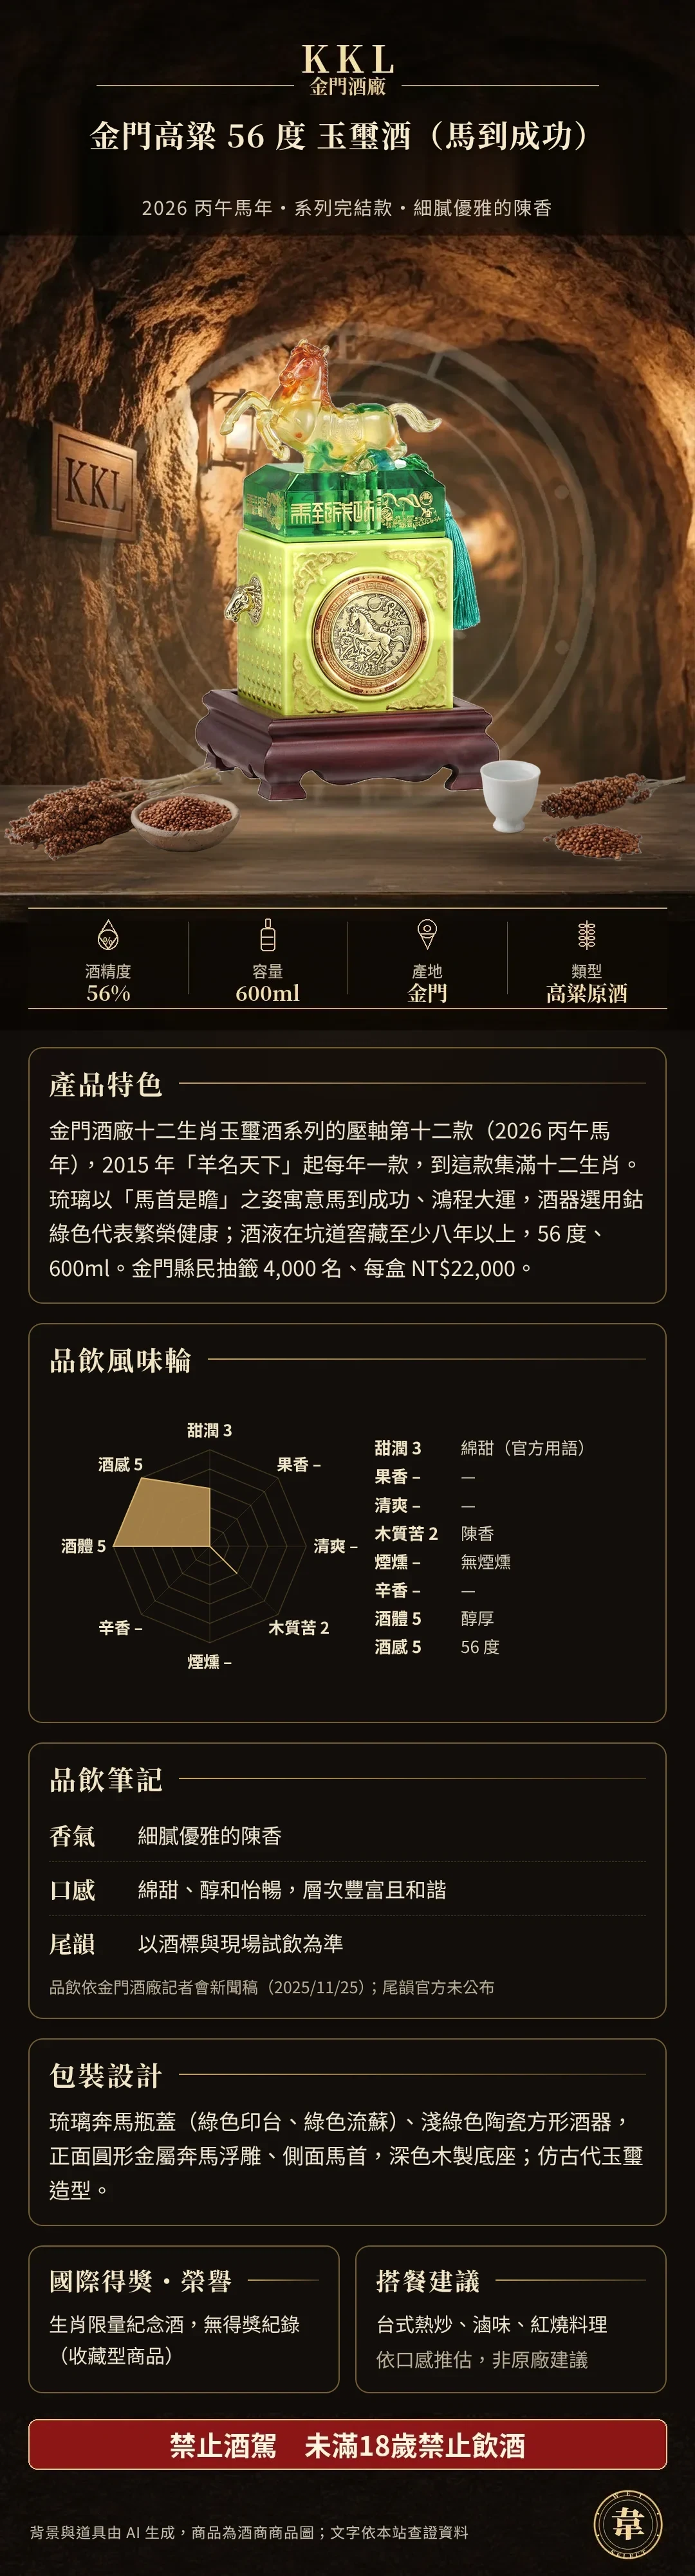 KKL
金門酒廠
金門高粱 56 度 玉璽酒（馬到成功）
2026 丙午馬年・系列完結款・細膩優雅的陳香
KKL
酒精度
56%
容量
600ml
產地
金門
類型
高粱原酒
產品特色
金門酒廠十二生肖玉璽酒系列的壓軸第十二款（2026 丙午馬
年），2015 年「羊名天下」起每年一款，到這款集滿十二生肖。
琉璃以「馬首是瞻」之姿寓意馬到成功、鴻程大運，酒器選用鈷
綠色代表繁榮健康；酒液在坑道窖藏至少八年以上，56 度、
600ml。金門縣民抽籤 4,000 名、每盒 NT$22,000。
品飲風味輪
甜潤 3
酒感 5
果香 –
酒體 5
清爽 –
辛香 –
木質苦 2
煙燻 –
甜潤 3 綿甜（官方用語）
果香 – —
清爽 – —
木質苦 2 陳香
煙燻 – 無煙燻
辛香 – —
酒體 5 醇厚
酒感 5 56 度
品飲筆記
香氣 細膩優雅的陳香
口感 綿甜、醇和怡暢，層次豐富且和諧
尾韻 以酒標與現場試飲為準
品飲依金門酒廠記者會新聞稿（2025/11/25）；尾韻官方未公布
包裝設計
琉璃奔馬瓶蓋（綠色印台、綠色流蘇）、淺綠色陶瓷方形酒器，
正面圓形金屬奔馬浮雕、側面馬首，深色木製底座；仿古代玉璽
造型。
國際得獎・榮譽
生肖限量紀念酒，無得獎紀錄
（收藏型商品）
搭餐建議
台式熱炒、滷味、紅燒料理
依口感推估，非原廠建議
禁止酒駕 未滿18歲禁止飲酒
背景與道具由 AI 生成，商品為酒商商品圖；文字依本站查證資料
韋